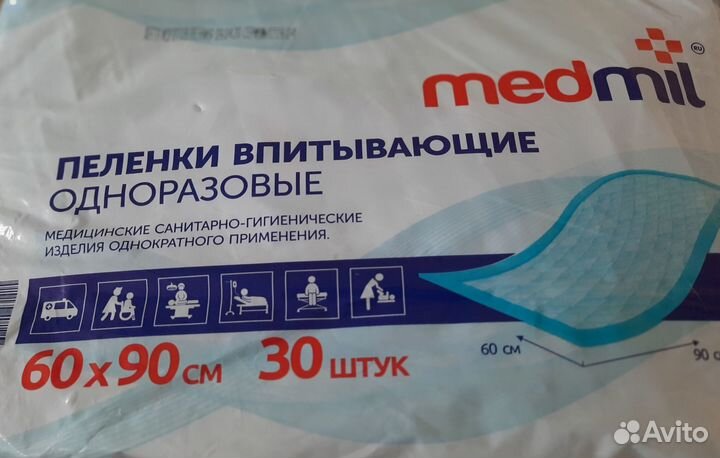 medmil
RU
ПЕЛЕНКИ ВПИТЫВАЮЩИЕ
ОДНОРАЗОВЫЕ
МЕДИЦИНСКИЕ САНИТАРНО-ГИГИЕНИЧЕСКИЕ
ИЗДЕЛИЯ ОДНОКРАТНОГО ПРИМЕНЕНИЯ.
60 х 90 СМ 30 ШТУК
60 СМ
90 с
Avito